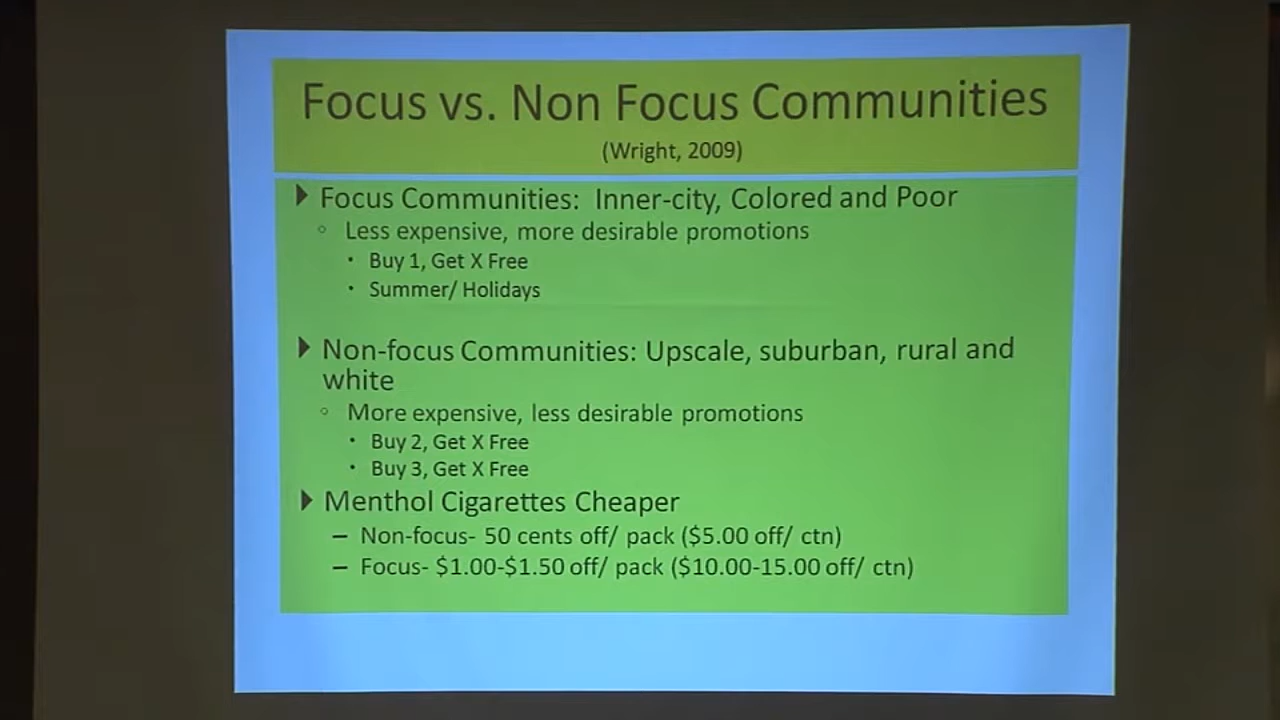 Focus vs. Non Focus Communities
(Wright, 2009)
Focus Communities: Inner-city, Colored and Poor
Less expensive, more desirable promotions
Buy 1, Get X Free
Summer/ Holidays
Non-focus Communities: Upscale, suburban, rural and
white
More expensive, less desirable promotions
Buy 2, Get X Free
Buy 3, Get X Free
Menthol Cigarettes Cheaper
– Non-focus- 50 cents off/ pack ($5.00 off/ ctn)
– Focus- $1.00-$1.50 off/ pack ($10.00-15.00 off/ ctn)